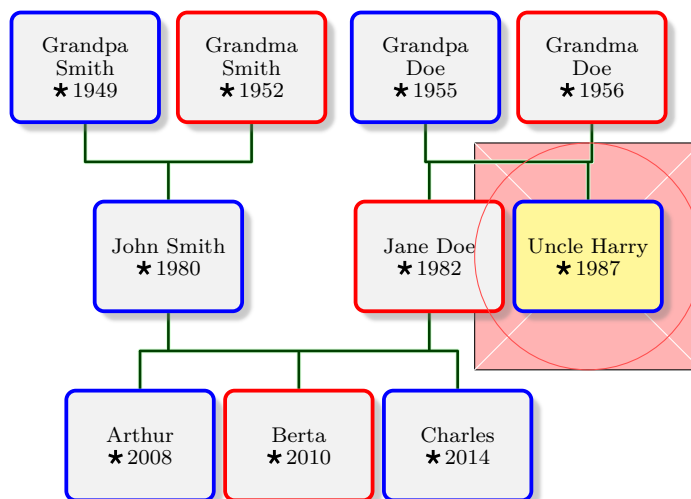 Grandpa
Smith
★ 1949
Grandma
Smith
★ 1952
Grandpa
Doe
★ 1955
Grandma
Doe
★ 1956
John Smith
★ 1980
Jane Doe
★ 1982
Uncle Harry
★ 1987
Arthur
★ 2008
Berta
★ 2010
Charles
★ 2014